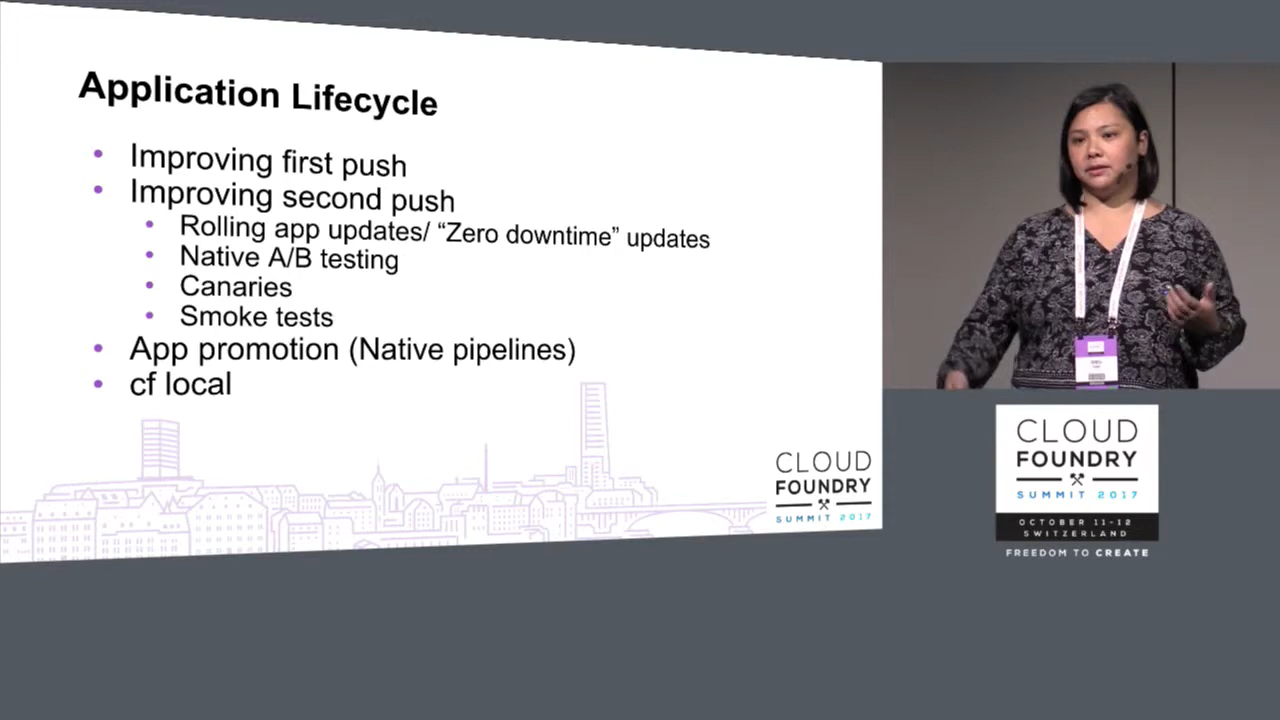 Application Lifecycle
• Improving first push
• Improving second push
• Rolling app updates/ “Zero downtime” updates
• Native A/B testing
• Canaries
• Smoke tests
• App promotion (Native pipelines)
• cf local
CLOUD
FOUNDRY
SUMMIT 2017
CLOUD
FOUNDRY
SUMMIT 2017
OCTOBER 11-12
SWITZERLAND
FREEDOM TO CREATE